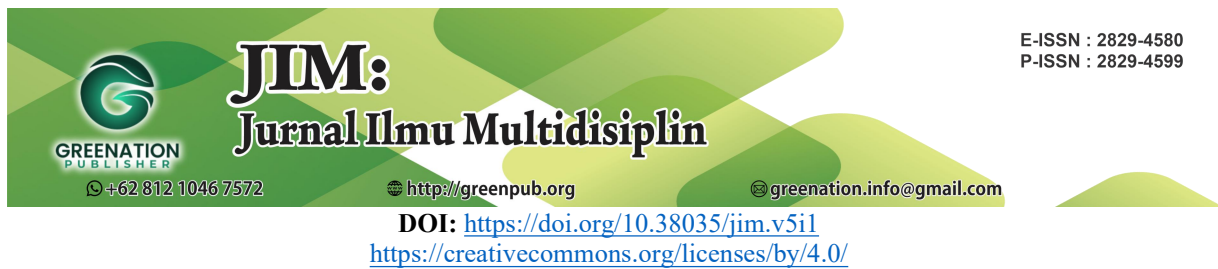 E-ISSN : 2829-4580
P-ISSN : 2829-4599
JIM:
Jurnal Ilmu Multidisiplin
GREENATION
PUBLISHER
+62 812 1046 7572
http://greenpub.org
greenation.info@gmail.com
DOI: https://doi.org/10.38035/jim.v5i1
https://creativecommons.org/licenses/by/4.0/